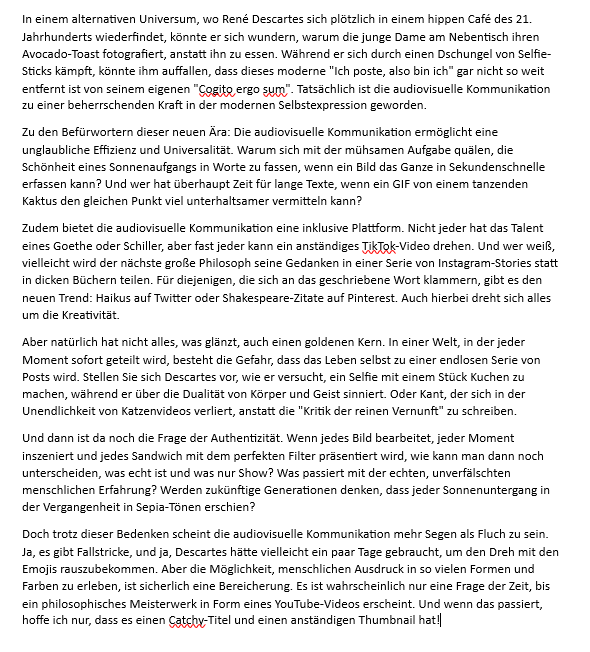 In einem alternativen Universum, wo René Descartes sich plötzlich in einem hippen Café des 21.
Jahrhunderts wiederfindet, könnte er sich wundern, warum die junge Dame am Nebentisch ihren
Avocado-Toast fotografiert, anstatt ihn zu essen. Während er sich durch einen Dschungel von Selfie-
Sticks kämpft, könnte ihm auffallen, dass dieses moderne "Ich poste, also bin ich" gar nicht so weit
entfernt ist von seinem eigenen "Cogito ergo sum". Tatsächlich ist die audiovisuelle Kommunikation
zu einer beherrschenden Kraft in der modernen Selbstexpression geworden.
Zu den Befürwortern dieser neuen Ära: Die audiovisuelle Kommunikation ermöglicht eine
unglaubliche Effizienz und Universalität. Warum sich mit der mühsamen Aufgabe quälen, die
Schönheit eines Sonnenaufgangs in Worte zu fassen, wenn ein Bild das Ganze in Sekundenschnelle
erfassen kann? Und wer hat überhaupt Zeit für lange Texte, wenn ein GIF von einem tanzenden
Kaktus den gleichen Punkt viel unterhaltsamer vermitteln kann?
Zudem bietet die audiovisuelle Kommunikation eine inklusive Plattform. Nicht jeder hat das Talent
eines Goethe oder Schiller, aber fast jeder kann ein anständiges TikTok-Video drehen. Und wer weiß,
vielleicht wird der nächste große Philosoph seine Gedanken in einer Serie von Instagram-Stories statt
in dicken Büchern teilen. Für diejenigen, die sich an das geschriebene Wort klammern, gibt es den
neuen Trend: Haikus auf Twitter oder Shakespeare-Zitate auf Pinterest. Auch hierbei dreht sich alles
um die Kreativität.
Aber natürlich hat nicht alles, was glänzt, auch einen goldenen Kern. In einer Welt, in der jeder
Moment sofort geteilt wird, besteht die Gefahr, dass das Leben selbst zu einer endlosen Serie von
Posts wird. Stellen Sie sich Descartes vor, wie er versucht, ein Selfie mit einem Stück Kuchen zu
machen, während er über die Dualität von Körper und Geist sinniert. Oder Kant, der sich in der
Unendlichkeit von Katzenvideos verliert, anstatt die "Kritik der reinen Vernunft" zu schreiben.
Und dann ist da noch die Frage der Authentizität. Wenn jedes Bild bearbeitet, jeder Moment
inszeniert und jedes Sandwich mit dem perfekten Filter präsentiert wird, wie kann man dann noch
unterscheiden, was echt ist und was nur Show? Was passiert mit der echten, unverfälschten
menschlichen Erfahrung? Werden zukünftige Generationen denken, dass jeder Sonnenuntergang in
der Vergangenheit in Sepia-Tönen erschien?
Doch trotz dieser Bedenken scheint die audiovisuelle Kommunikation mehr Segen als Fluch zu sein.
Ja, es gibt Fallstricke, und ja, Descartes hätte vielleicht ein paar Tage gebraucht, um den Dreh mit den
Emojis rauszubekommen. Aber die Möglichkeit, menschlichen Ausdruck in so vielen Formen und
Farben zu erleben, ist sicherlich eine Bereicherung. Es ist wahrscheinlich nur eine Frage der Zeit, bis
ein philosophisches Meisterwerk in Form eines YouTube-Videos erscheint. Und wenn das passiert,
hoffe ich nur, dass es einen Catchy-Titel und einen anständigen Thumbnail hat!